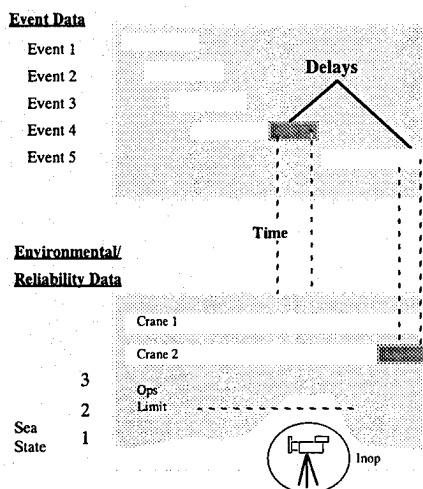 Event Data
Event 1
Event 2
Delays
Event 3
Event 4
Event 5
Time
Environmental/
Reliability Data
Crane 1
Crane 2
3
Ops
Limit
2
Sea
State
1
Inop